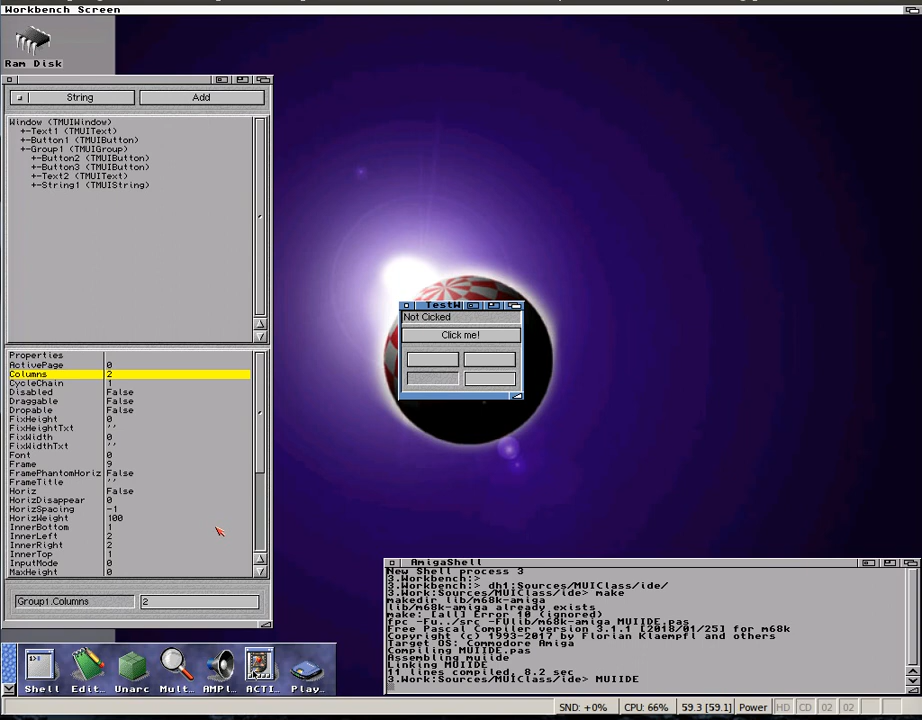 Workbench Screen
Ram Disk
String Add
Window (TMUIWindow)
+-Text1 (TMUIText)
+-Button1 (TMUIButton)
+-Group1 (TMUIGroup)
+-Button2 (TMUIButton)
+-Button3 (TMUIButton)
+-Text2 (TMUIText)
+-String1 (TMUIString)
Properties
ActivePage 0
Columns 2
CycleChain 1
Disabled False
Draggable False
Dropable False
FixHeight 0
FixHeightTxt ''
FixWidth 0
FixWidthTxt ''
Font 0
Frame 9
FramePhantomHoriz False
FrameTitle ''
Horiz False
HorizDisappear 0
HorizSpacing -1
HorizWeight 100
InnerBottom 1
InnerLeft 2
InnerRight 2
InnerTop 1
InputMode 0
MaxHeight 0
Group1.Columns 2
TestW
Not Cicked
Click me!
AmigaShell
New Shell process 3
3.Workbench:>
3.Workbench:> dh1:Sources/MUIClass/ide/
3.Work:Sources/MUIClass/ide> make
makedir lib/m68k-amiga
lib/m68k-amiga already exists
make: [all] Error 10 (ignored)
fpc -Fu../src -FUlib/m68k-amiga MUIIDE.pas
Free Pascal Compiler version 3.1.1 [2018/01/25] for m68k
Copyright (c) 1993-2017 by Florian Klaempfl and others
Target OS: Commodore Amiga
Compiling MUIIDE.pas
Assembling muiide
Linking MUIIDE
11 lines compiled, 8.2 sec
3.Work:Sources/MUIClass/ide> MUIIDE
Shell Edit.. Unarc Mult.. AMPl.. ACTI.. Play..
SND: +0% CPU: 66% 59.3 [59.1] Power HD CD 02 02